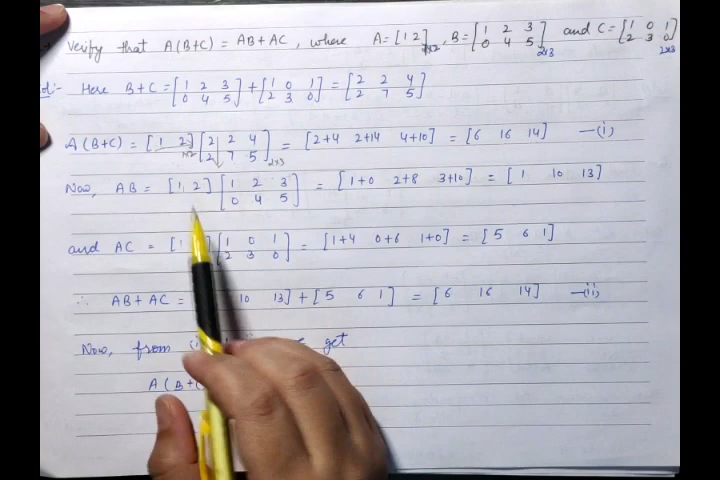 Verify that A(B+C) = AB+AC, where A=[1 2]1×2, B=[1 2 3
0 4 5]2×3 and C=[1 0 1
2 3 0]2×3
Sol:- Here B+C = [1 2 3
0 4 5] + [1 0 1
2 3 0] = [2 2 4
2 7 5]
A(B+C) = [1 2]1×2 [2 2 4
2 7 5]2×3 = [2+4 2+14 4+10] = [6 16 14] —(i)
Now, AB = [1, 2] [1 2 3
0 4 5] = [1+0 2+8 3+10] = [1 10 13]
and AC = [1 ] [1 0 1
2 3 0] = [1+4 0+6 1+0] = [5 6 1]
∴ AB+AC = 10 13] + [5 6 1] = [6 16 14] —(ii)
Now, from (i get
A(B+C